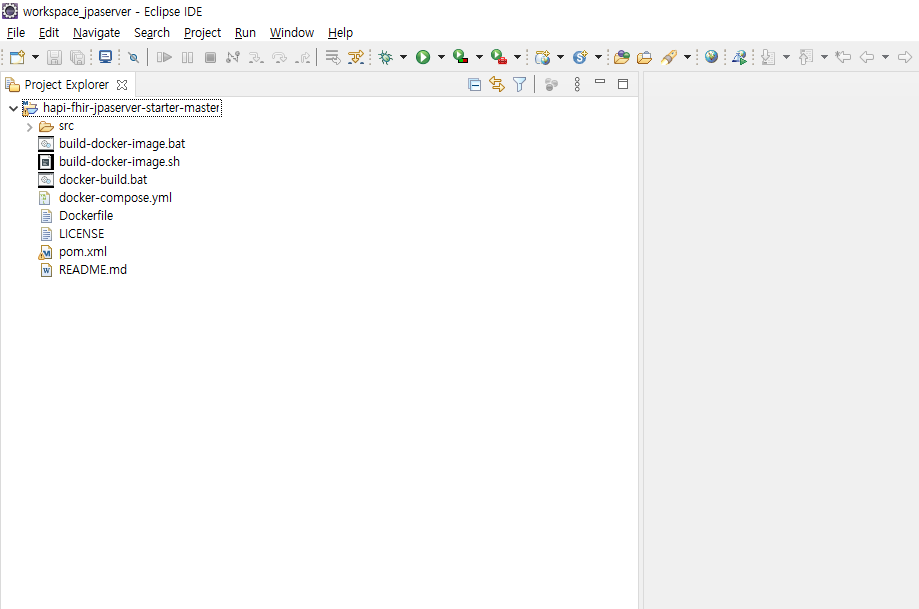 workspace_jpaserver - Eclipse IDE
File Edit Navigate Search Project Run Window Help
Project Explorer
hapi-fhir-jpaserver-starter-master
src
build-docker-image.bat
build-docker-image.sh
docker-build.bat
docker-compose.yml
Dockerfile
LICENSE
pom.xml
README.md